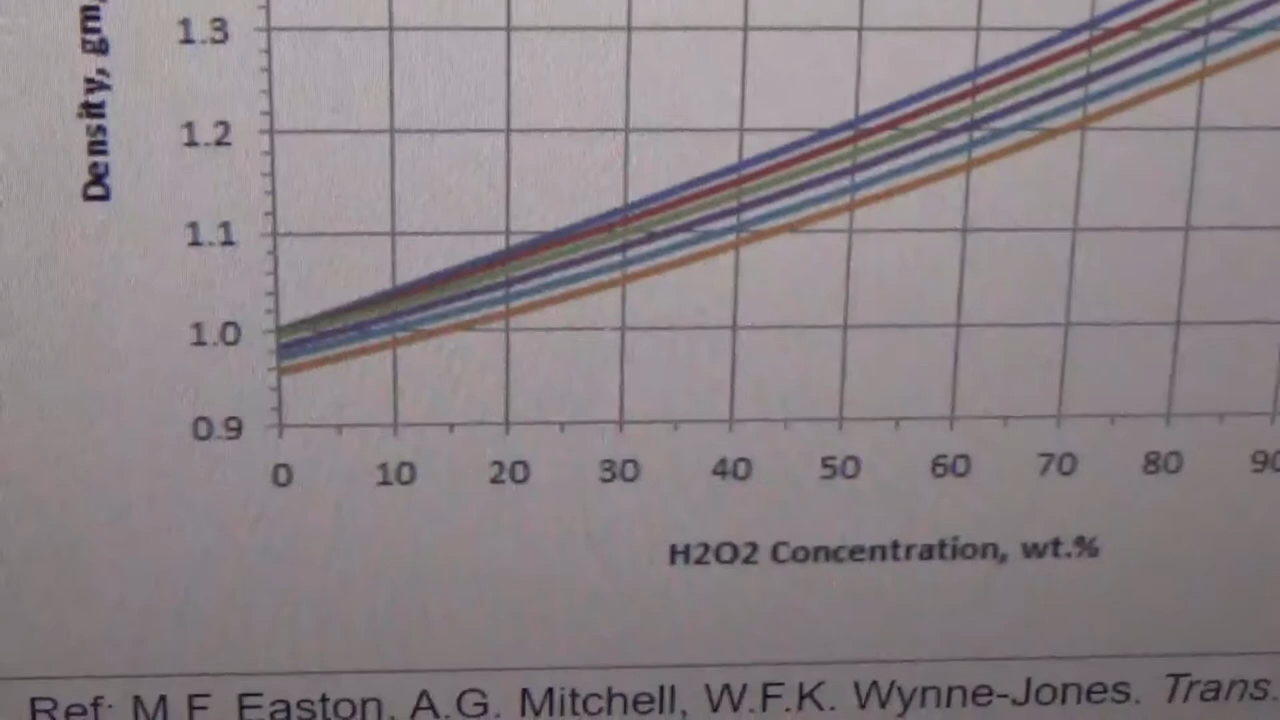 Density, gm,
1.3
1.2
1.1
1.0
0.9
0 10 20 30 40 50 60 70 80 90
H2O2 Concentration, wt.%
Ref: M.F. Easton, A.G. Mitchell, W.F.K. Wynne-Jones. Trans.